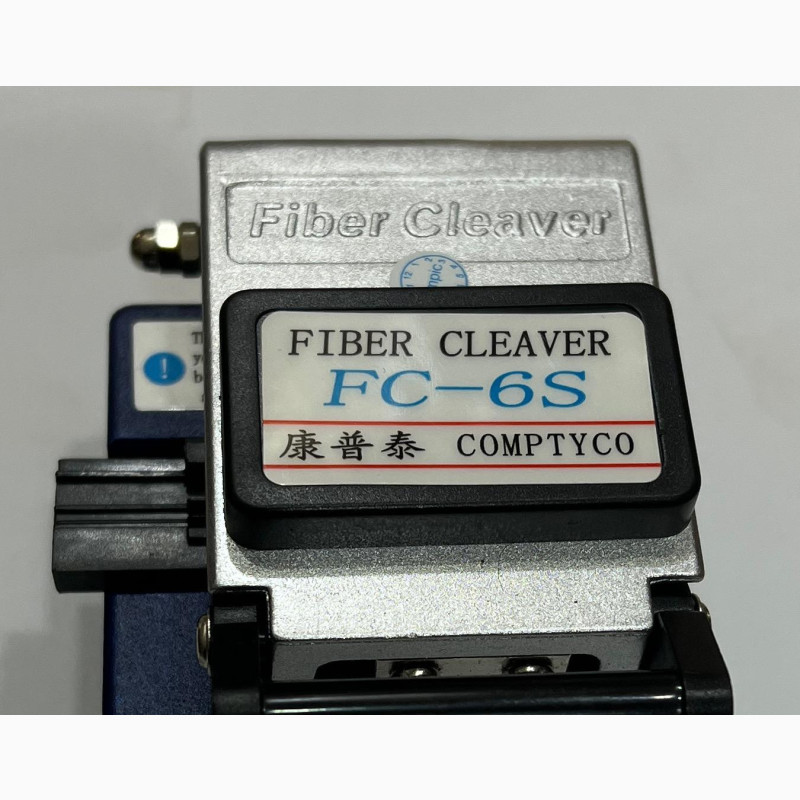 Fiber Cleaver
FIBER CLEAVER
FC-6S
康普泰 COMPTYCO